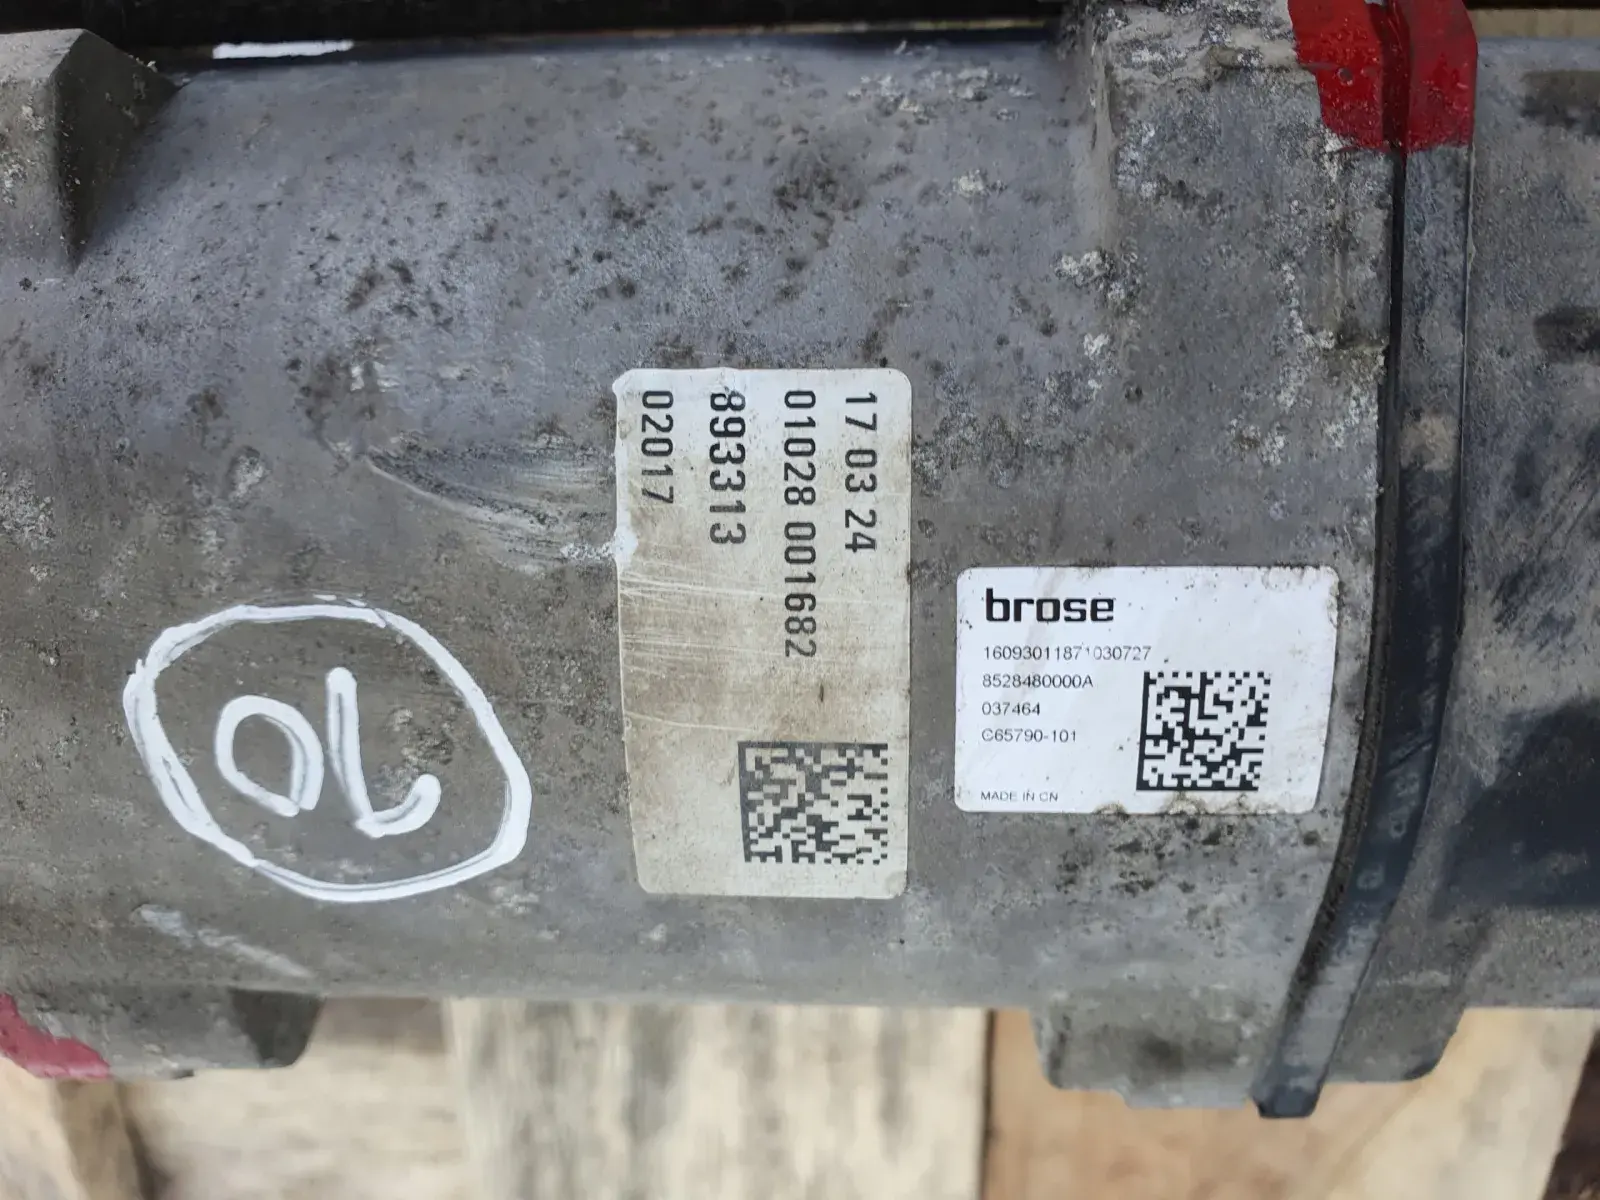 17 03 24
01028 001682
893313
02017
brose
16093011871030727
8528480000A
037464
C65790-101
MADE IN CN